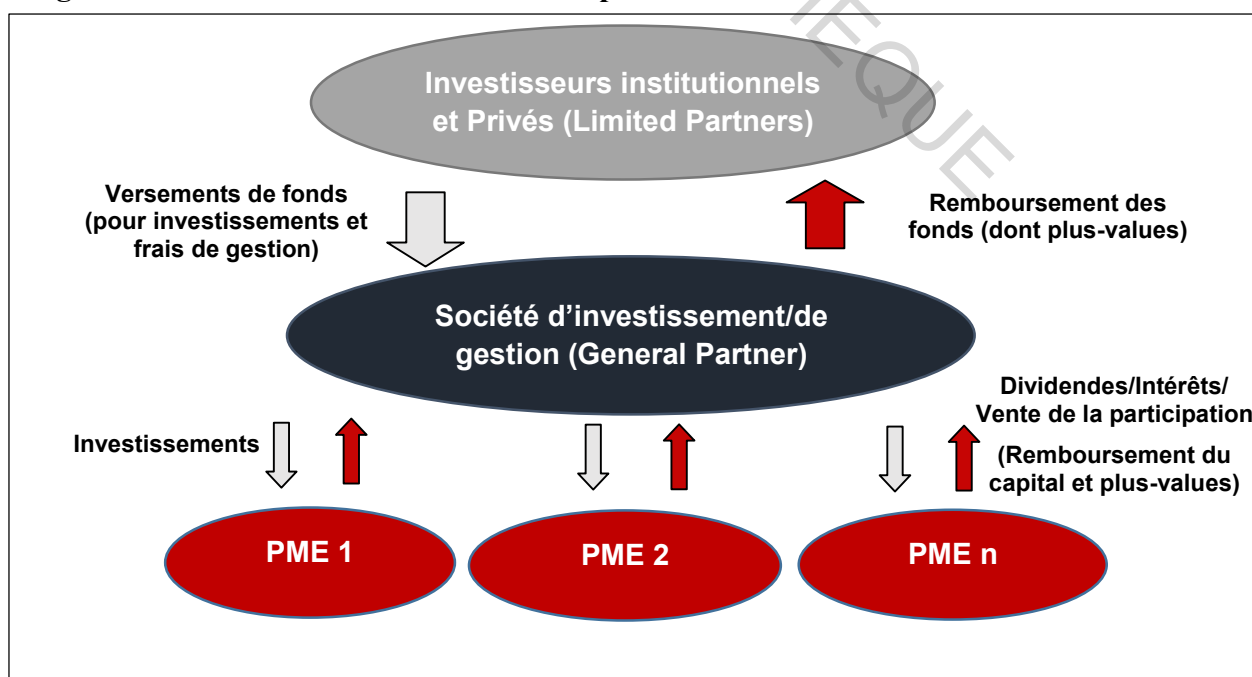 IEQUE
Investisseurs institutionnels
et Privés (Limited Partners)
Versements de fonds
(pour investissements et
frais de gestion)
Remboursement des
fonds (dont plus-values)
Société d’investissement/de
gestion (General Partner)
Dividendes/Intérêts/
Vente de la participation
(Remboursement du
capital et plus-values)
Investissements
PME 1
PME 2
PME n